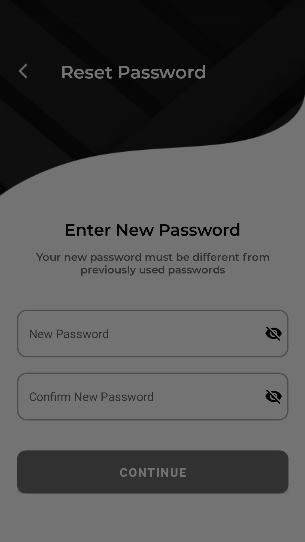 Reset Password
Enter New Password
Your new password must be different from
previously used passwords
New Password
Confirm New Password
CONTINUE